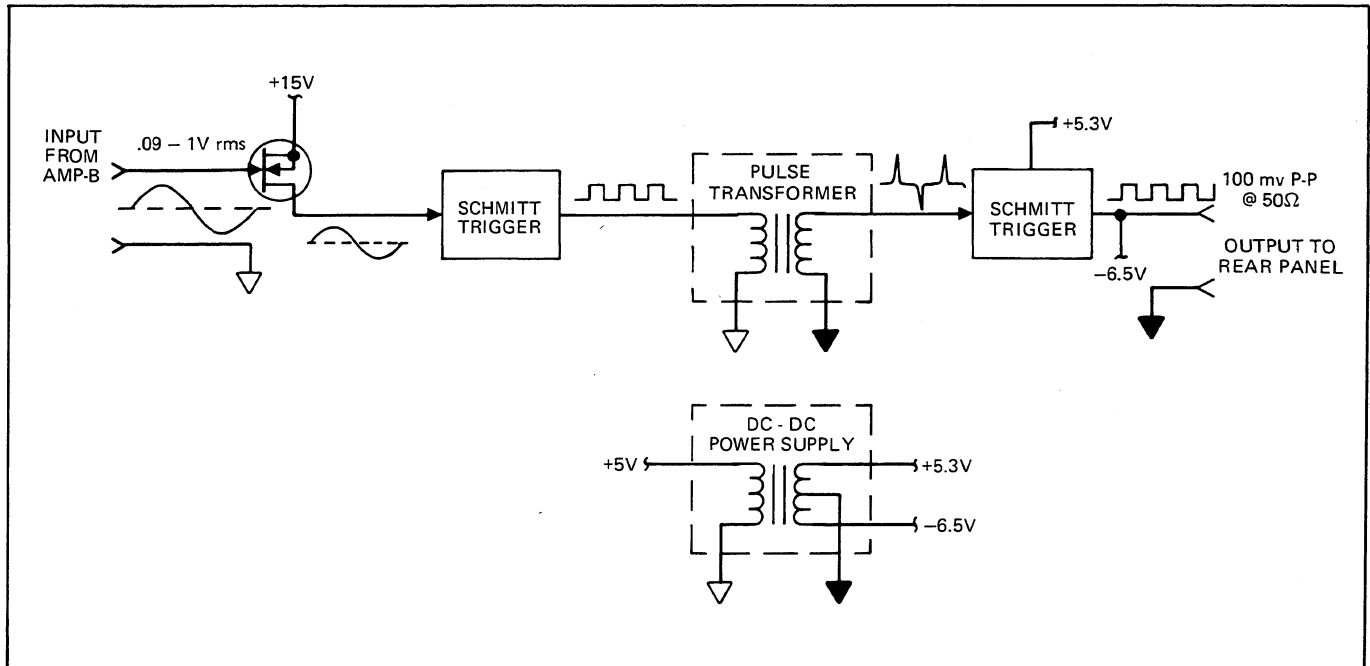 +15V
INPUT
FROM
AMP-B
.09 – 1V rms
SCHMITT
TRIGGER
PULSE
TRANSFORMER
+5.3V
SCHMITT
TRIGGER
100 mv P-P
@ 50Ω
–6.5V
OUTPUT TO
REAR PANEL
DC - DC
POWER SUPPLY
+5V
+5.3V
–6.5V